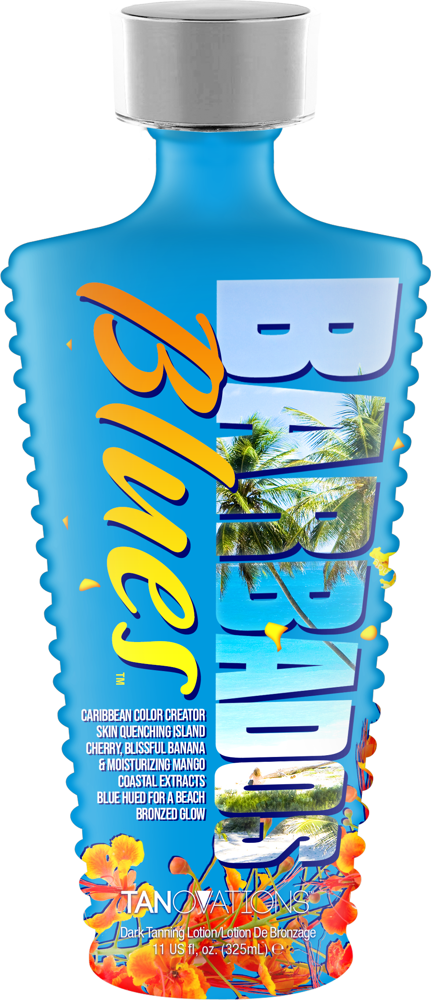 BARBADOS
Blues™
CARIBBEAN COLOR CREATOR
SKIN QUENCHING ISLAND
CHERRY, BLISSFUL BANANA
& MOISTURIZING MANGO
COASTAL EXTRACTS
BLUE HUED FOR A BEACH
BRONZED GLOW
TANOVATIONS™
Dark Tanning Lotion/Lotion De Bronzage
11 US fl, oz. (325mL) ℮